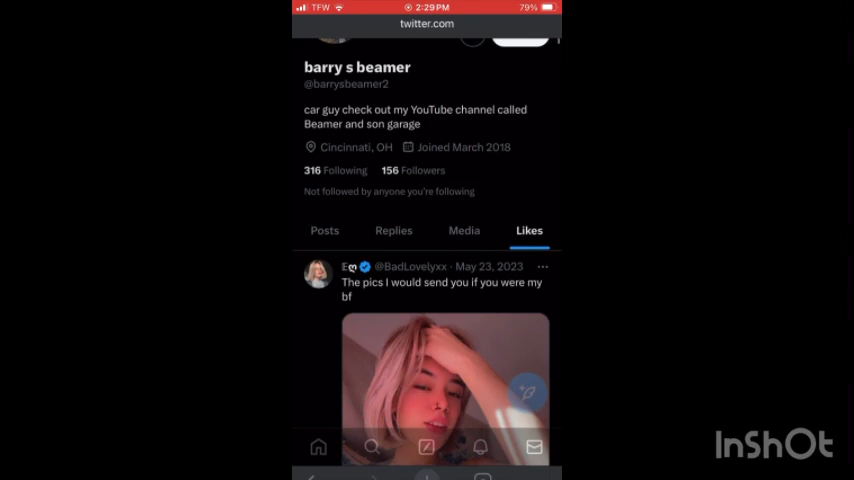 TFW 2:29PM 79%
twitter.com
barry s beamer
@barrysbeamer2
car guy check out my YouTube channel called
Beamer and son garage
Cincinnati, OH Joined March 2018
316 Following 156 Followers
Not followed by anyone you're following
Posts Replies Media Likes
@BadLovelyxx · May 23, 2023 ...
The pics I would send you if you were my
bf
InShOt